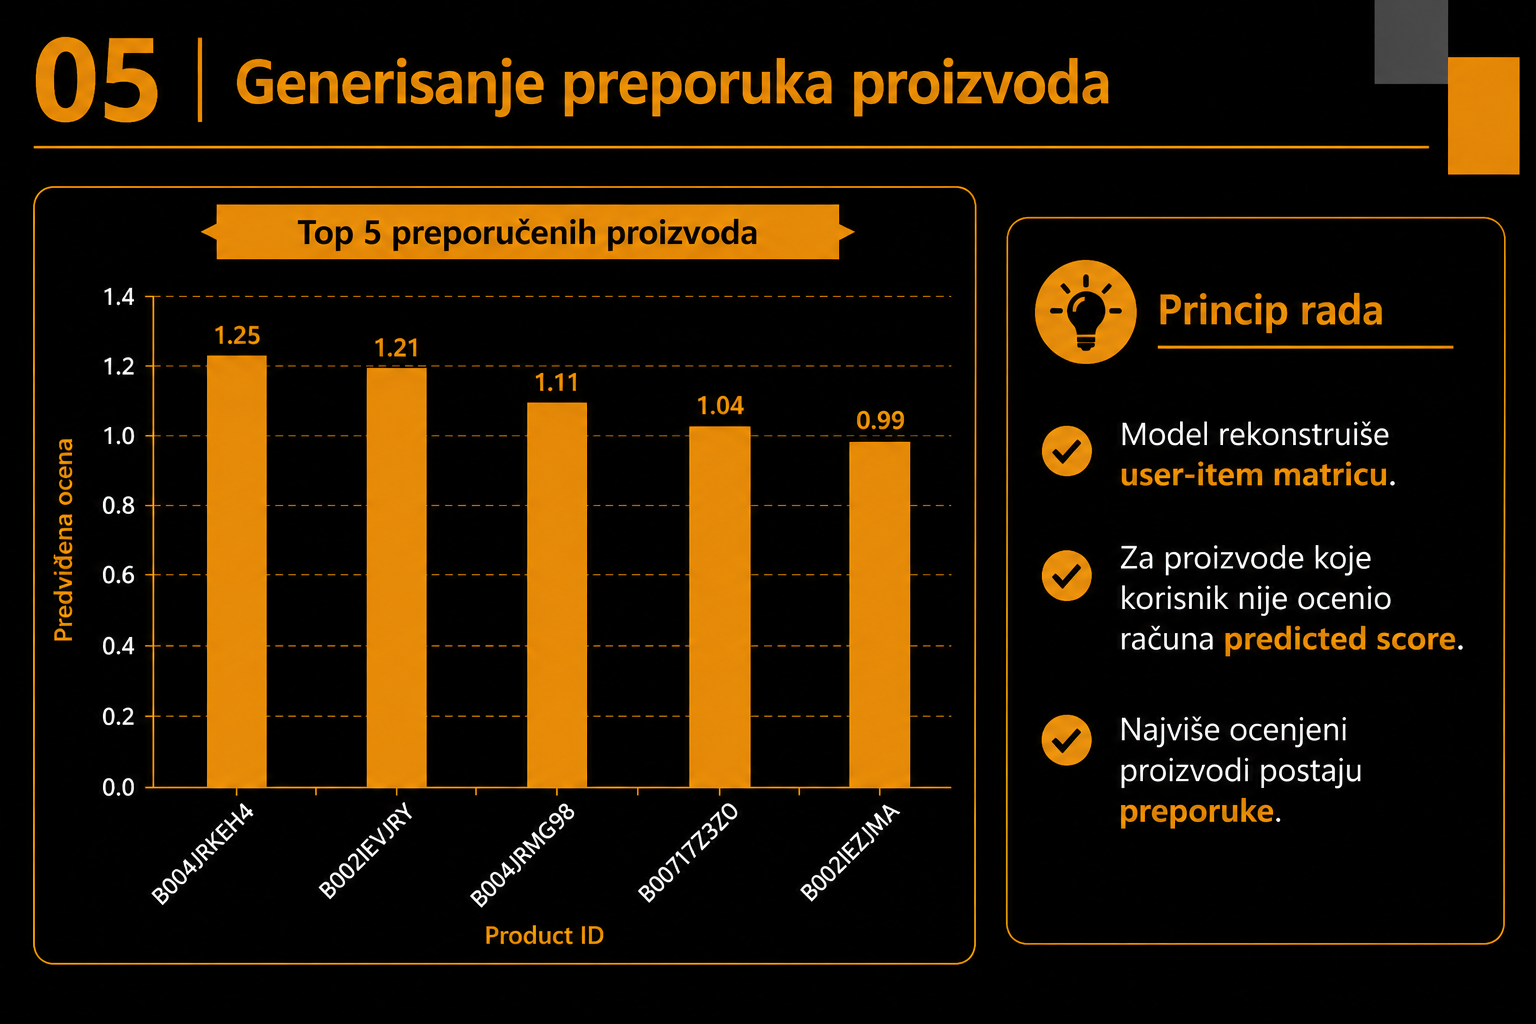 05
Generisanje preporuka proizvoda
Top 5 preporučenih proizvoda
1.4
1.2
1.0
0.8
0.6
0.4
0.2
0.0
Predviđena ocena
1.25
1.21
1.11
1.04
0.99
B004JRKEH4
B002IEVJRY
B004JRMG98
B00717Z3Z0
B002IEZJMA
Product ID
Princip rada
Model rekonstruiše
user-item matricu.
Za proizvode koje
korisnik nije ocenio
računa predicted score.
Najviše ocenjeni
proizvodi postaju
preporuke.